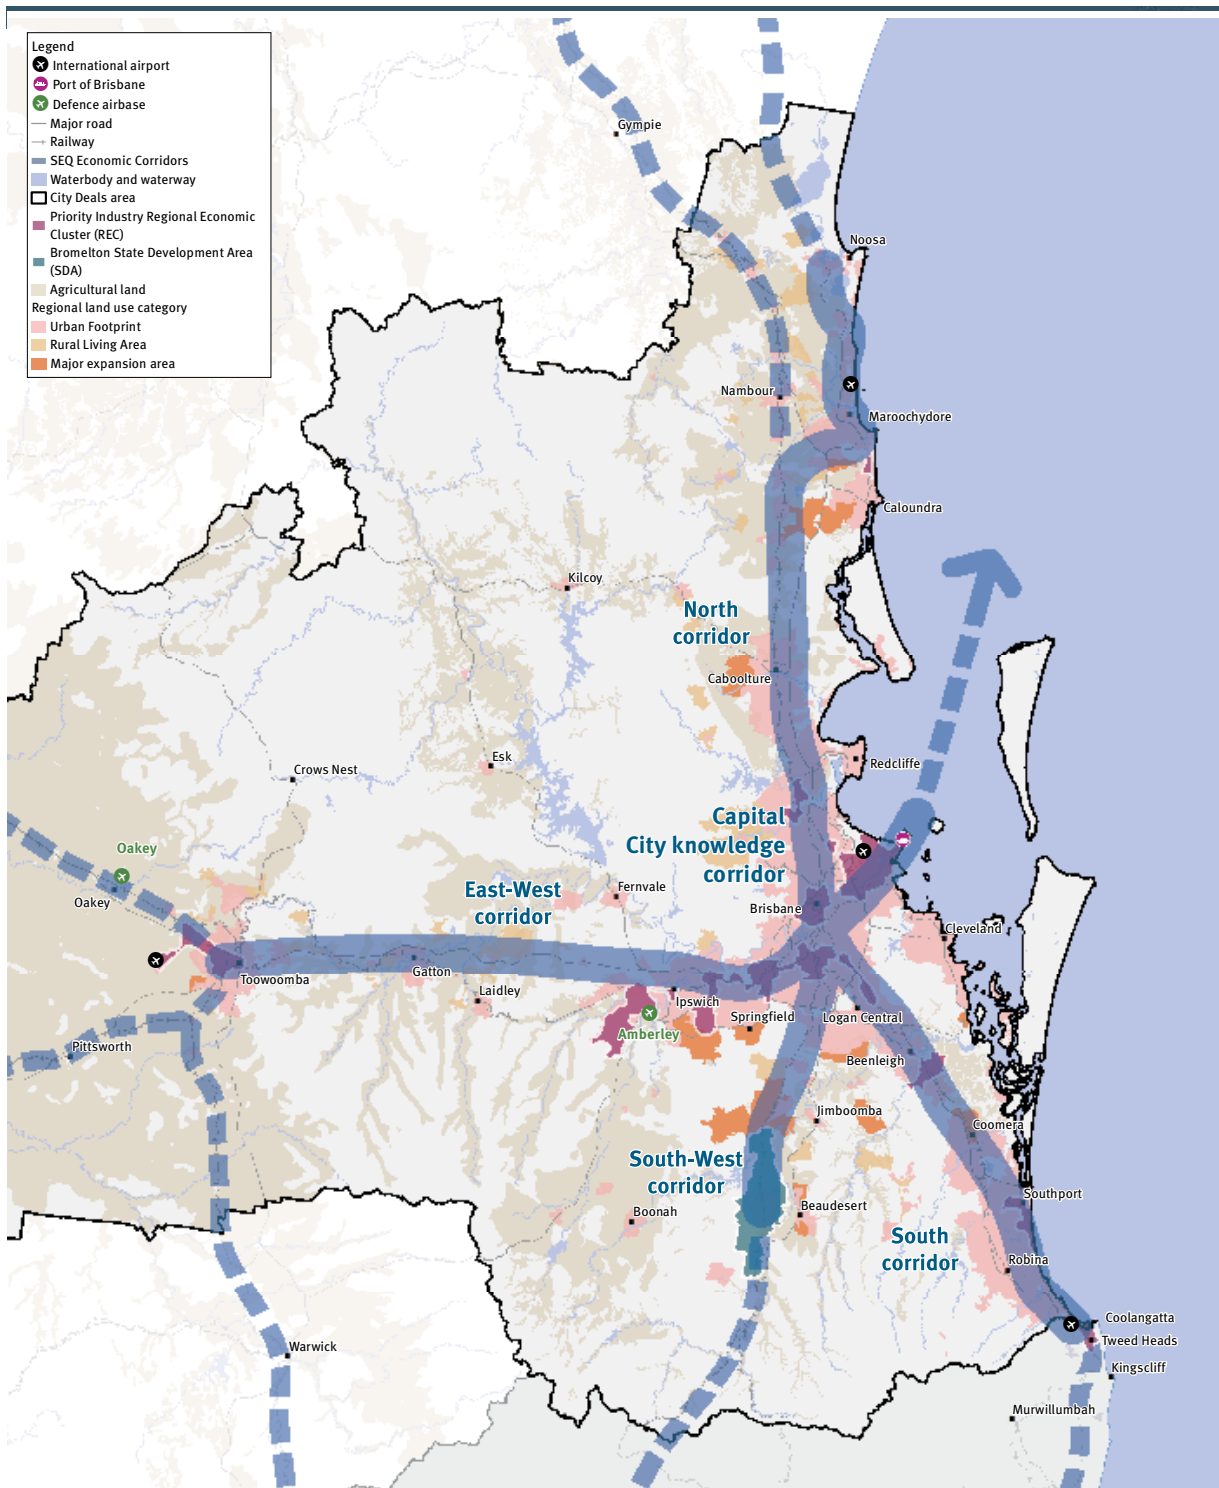 Legend
International airport
Port of Brisbane
Defence airbase
Major road
Railway
SEQ Economic Corridors
Waterbody and waterway
City Deals area
Priority Industry Regional Economic
Cluster (REC)
Bromelton State Development Area
(SDA)
Agricultural land
Regional land use category
Urban Footprint
Rural Living Area
Major expansion area
Gympie
Noosa
Nambour
Maroochydore
Caloundra
Kilcoy
North
corridor
Caboolture
Esk
Crows Nest
Redcliffe
Capital
City knowledge
corridor
Oakey
Oakey
East-West
corridor
Fernvale
Brisbane
Cleveland
Toowoomba
Gatton
Laidley
Ipswich
Springfield
Logan Central
Amberley
Pittsworth
Beenleigh
Jimboomba
Coomera
South-West
corridor
Southport
Boonah
Beaudesert
South
corridor
Robina
Coolangatta
Tweed Heads
Warwick
Kingscliff
Murwillumbah